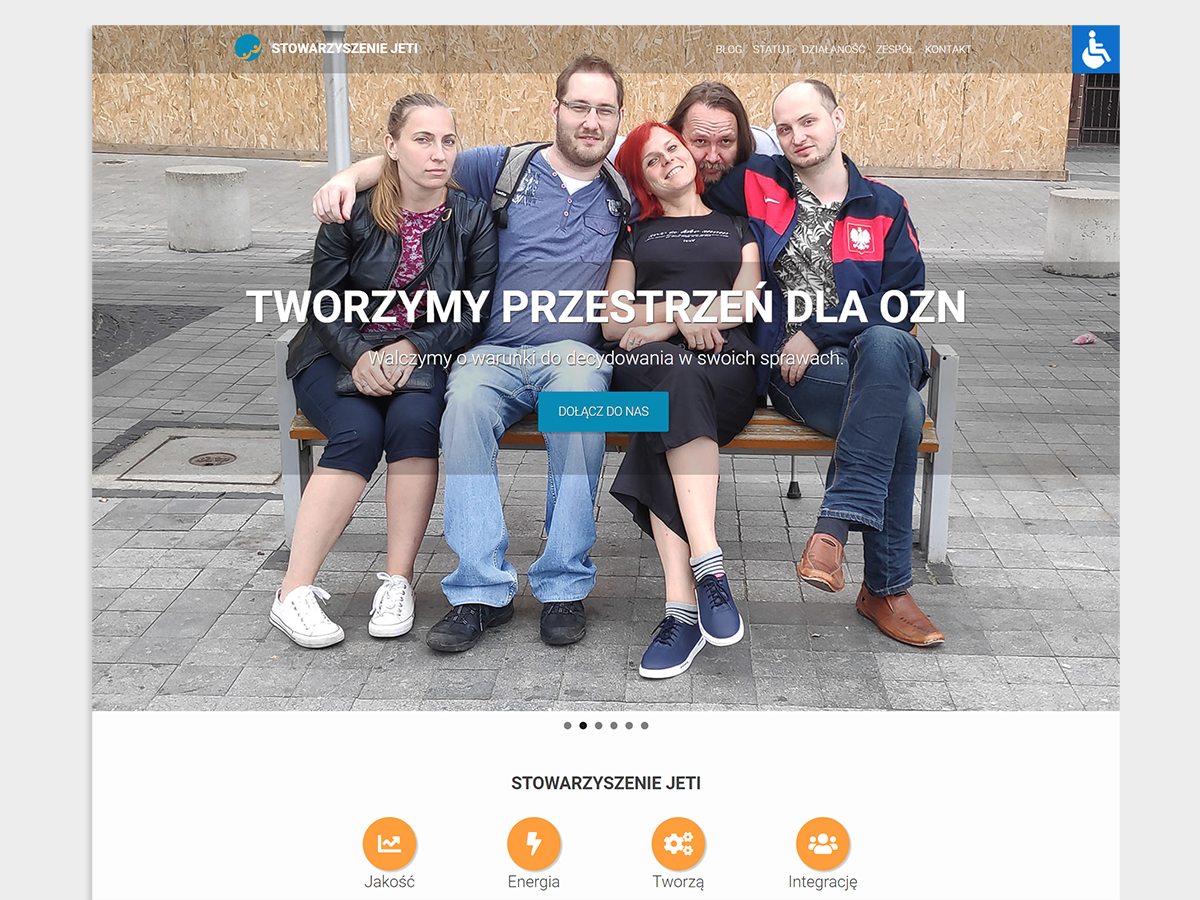 STOWARZYSZENIE JETI
BLOG STATUT DZIAŁANOŚĆ ZESPÓŁ KONTAKT
TWORZYMY PRZESTRZEŃ DLA OZN
Walczymy o warunki do decydowania w swoich sprawach.
DOŁĄCZ DO NAS
STOWARZYSZENIE JETI
Jakość Energia Tworzą Integrację